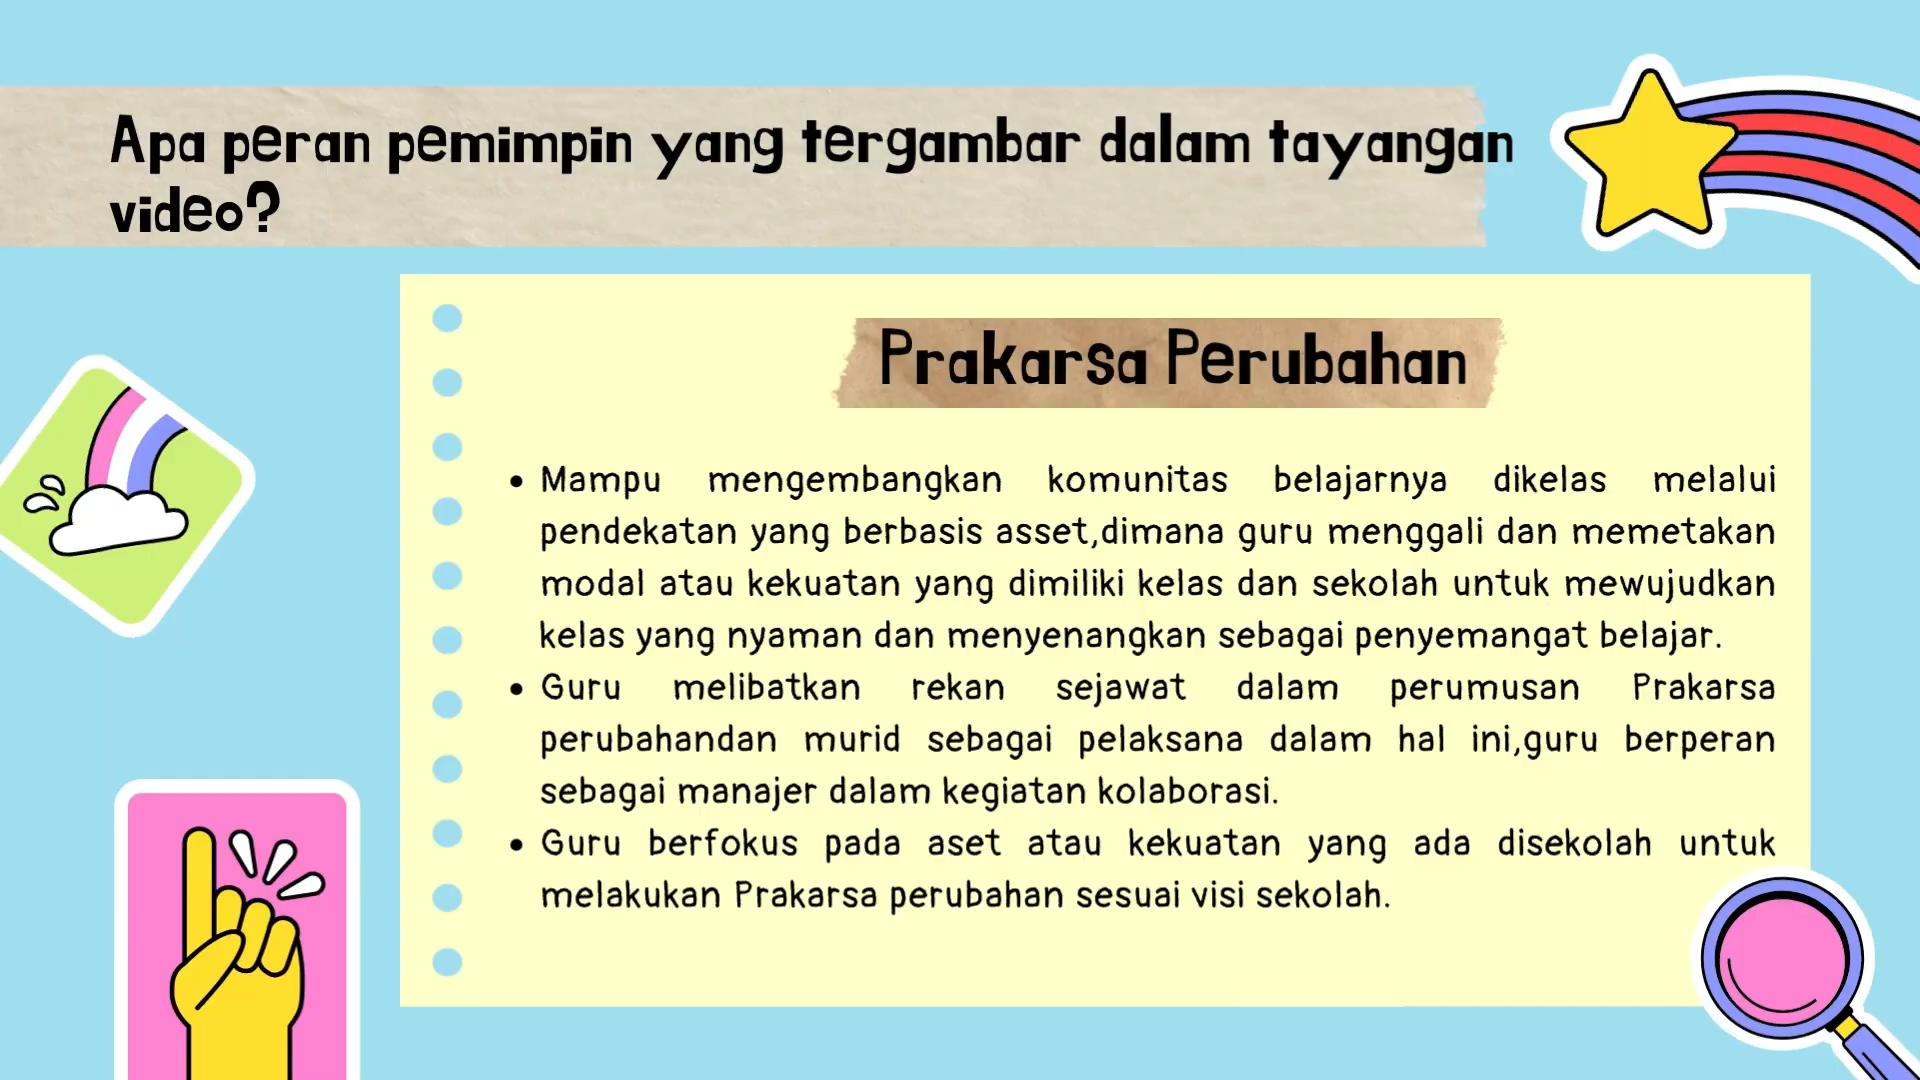 Apa peran pemimpin yang tergambar dalam tayangan
video?
Prakarsa Perubahan
• Mampu mengembangkan komunitas belajarnya dikelas melalui
pendekatan yang berbasis asset,dimana guru menggali dan memetakan
modal atau kekuatan yang dimiliki kelas dan sekolah untuk mewujudkan
kelas yang nyaman dan menyenangkan sebagai penyemangat belajar.
• Guru melibatkan rekan sejawat dalam perumusan Prakarsa
perubahandan murid sebagai pelaksana dalam hal ini,guru berperan
sebagai manajer dalam kegiatan kolaborasi.
• Guru berfokus pada aset atau kekuatan yang ada disekolah untuk
melakukan Prakarsa perubahan sesuai visi sekolah.